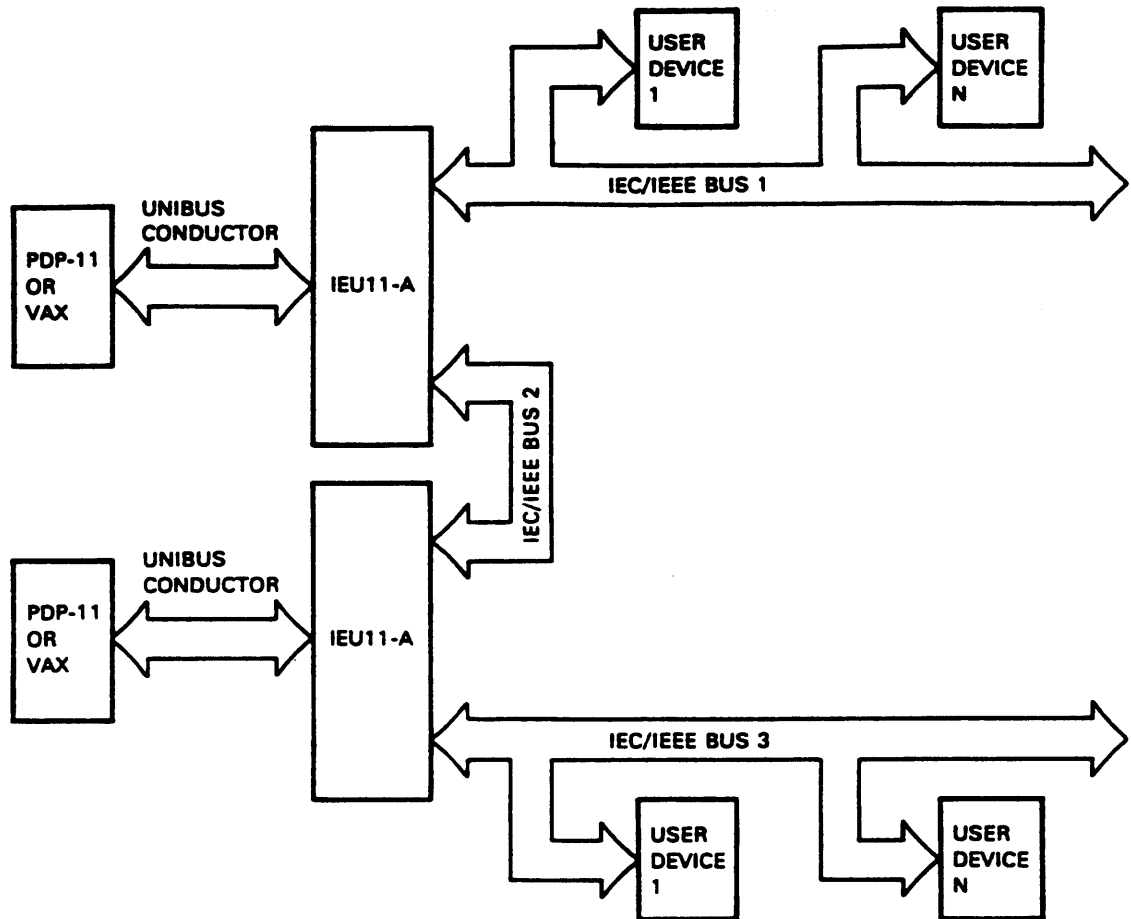 USER
DEVICE
1
USER
DEVICE
N
IEC/IEEE BUS 1
UNIBUS
CONDUCTOR
PDP-11
OR
VAX
IEU11-A
IEC/IEEE BUS 2
UNIBUS
CONDUCTOR
PDP-11
OR
VAX
IEU11-A
IEC/IEEE BUS 3
USER
DEVICE
1
USER
DEVICE
N